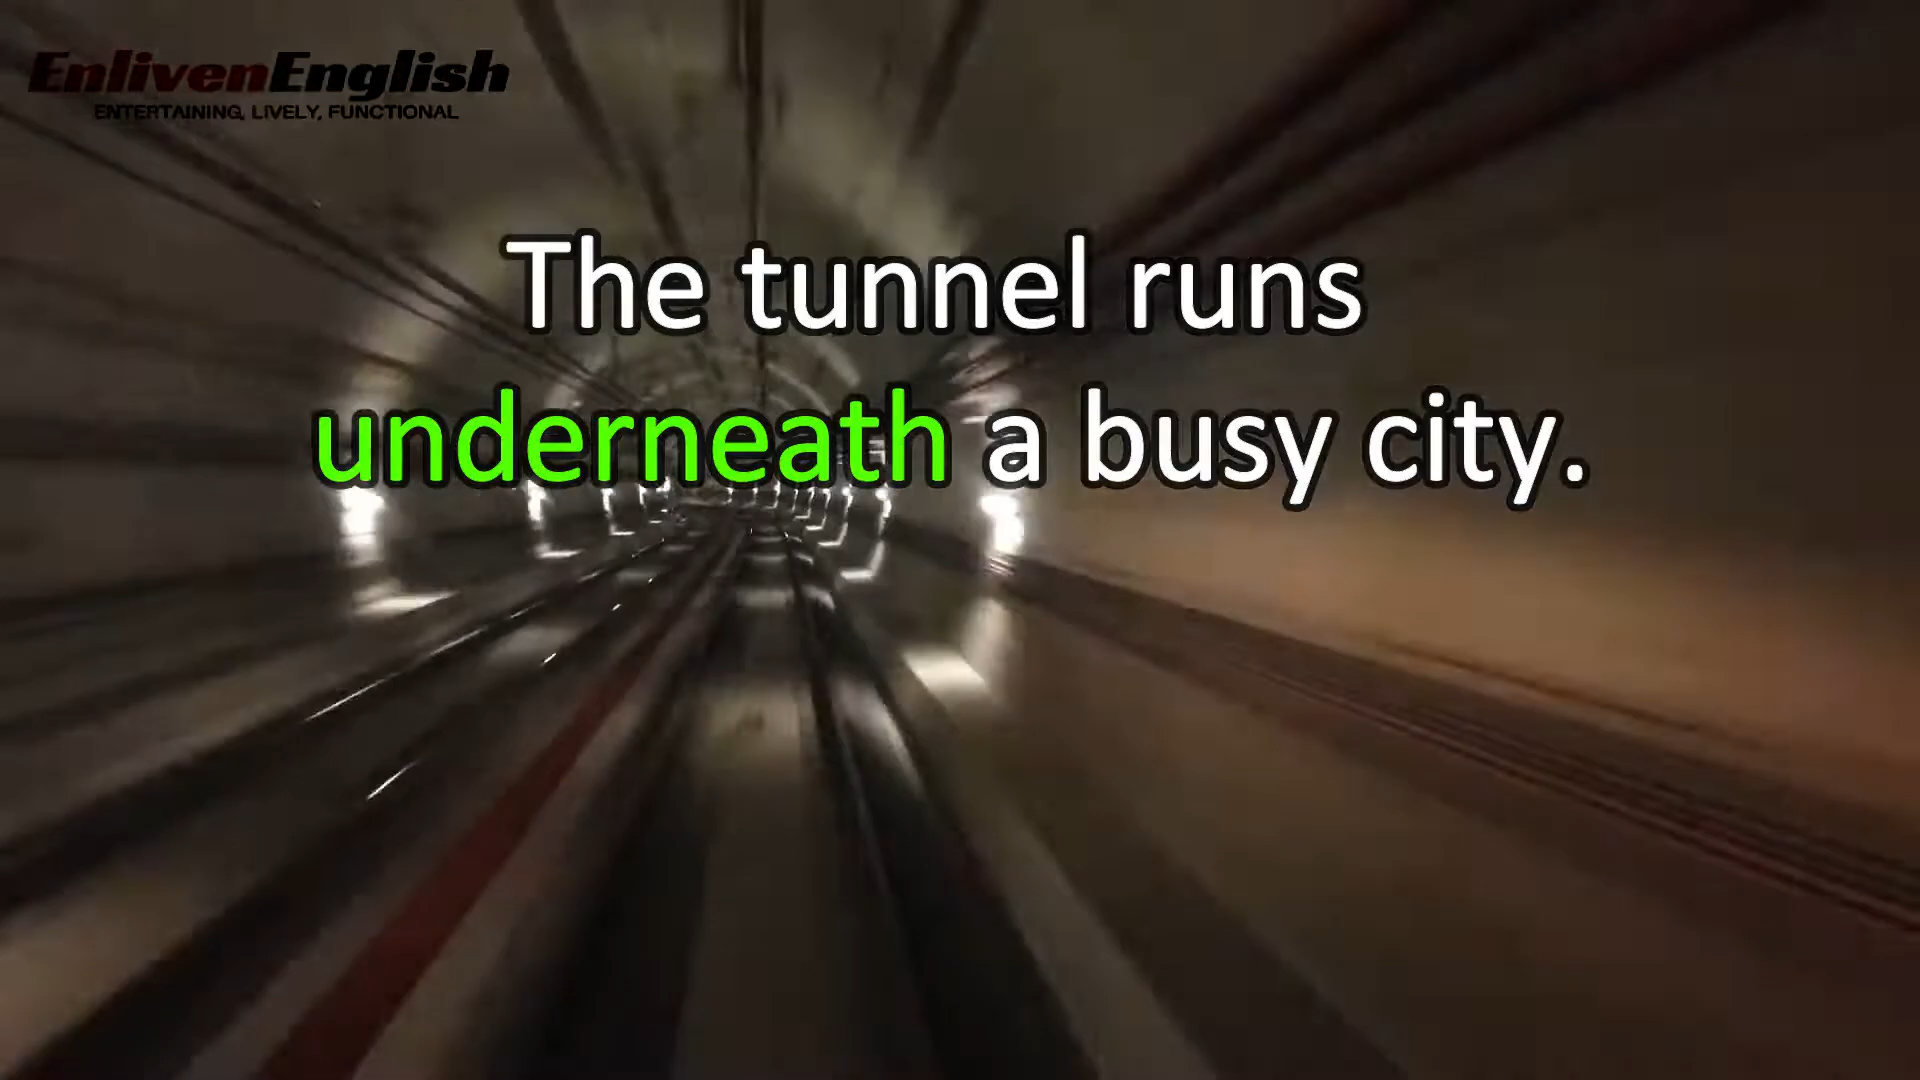 EnlivenEnglish
ENTERTAINING, LIVELY, FUNCTIONAL
The tunnel runs
underneath a busy city.